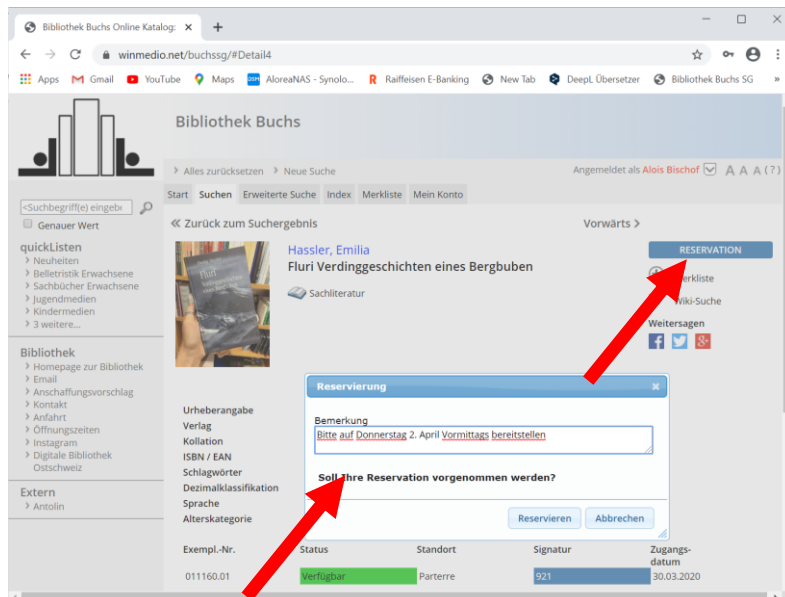 Bibliothek Buchs Online Katalog:
winmedio.net/buchssg/#Detail4
Apps Gmail YouTube Maps DSM AloreaNAS - Synolo... Raiffeisen E-Banking New Tab DeepL Übersetzer Bibliothek Buchs SG »
Bibliothek Buchs
Alles zurücksetzen Neue Suche Angemeldet als Alois Bischof A A A (?)
Start Suchen Erweiterte Suche Index Merkliste Mein Konto
<Suchbegriff(e) eingebe
Genauer Wert
« Zurück zum Suchergebnis Vorwärts >
quickListen
Neuheiten
Belletristik Erwachsene
Sachbücher Erwachsene
Jugendmedien
Kindermedien
3 weitere...
Hassler, Emilia
Fluri Verdinggeschichten eines Bergbuben
Sachliteratur
Fluri
RESERVATION
Wiki-Suche
Weitersagen
Bibliothek
Homepage zur Bibliothek
Email
Anschaffungsvorschlag
Kontakt
Anfahrt
Öffnungszeiten
Instagram
Digitale Bibliothek
Ostschweiz
Extern
Antolin
Reservierung
Bemerkung
Bitte auf Donnerstag 2. April Vormittags bereitstellen
Soll Ihre Reservation vorgenommen werden?
Reservieren Abbrechen
Urheberangabe
Verlag
Kollation
ISBN / EAN
Schlagwörter
Dezimalklassifikation
Sprache
Alterskategorie
Exempl.-Nr. Status Standort Signatur Zugangs-
datum
011160.01 Verfügbar Parterre 921 30.03.2020